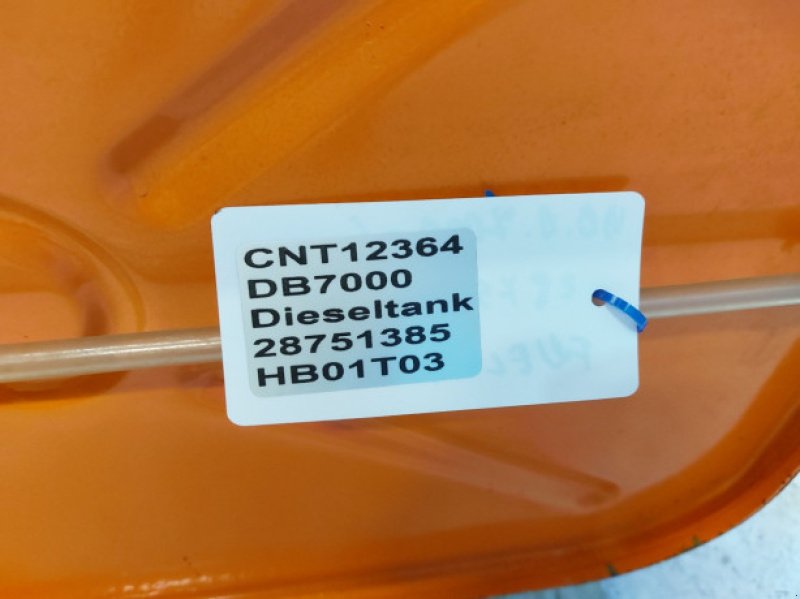 CNT12364
DB7000
Dieseltank
28751385
HB01T03